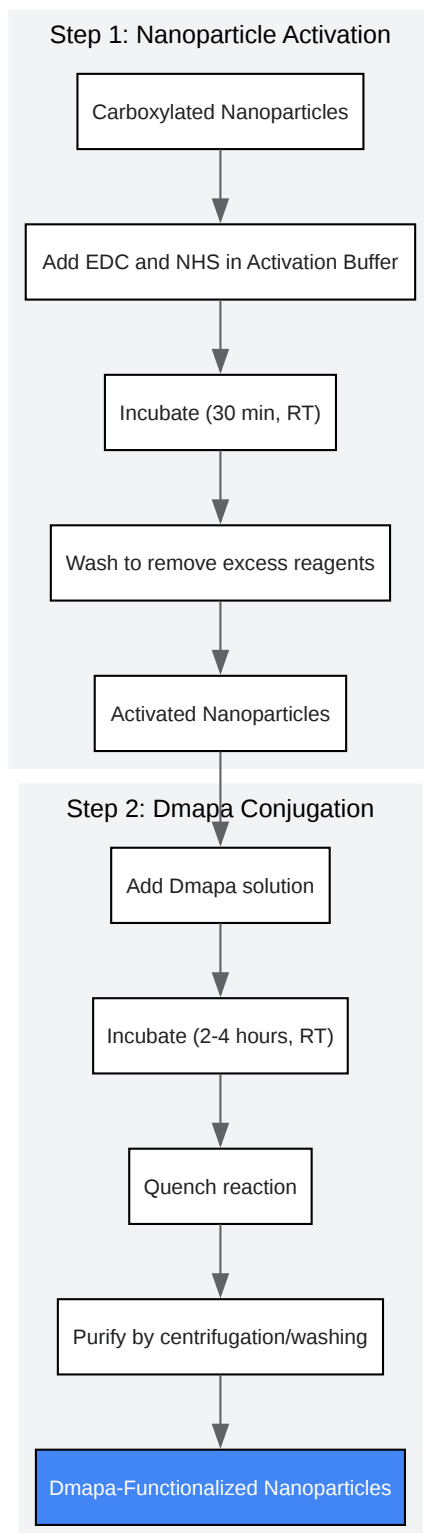 Step 1: Nanoparticle Activation
Carboxylated Nanoparticles
Add EDC and NHS in Activation Buffer
Incubate (30 min, RT)
Wash to remove excess reagents
Activated Nanoparticles
Step 2: Dmapa Conjugation
Add Dmapa solution
Incubate (2-4 hours, RT)
Quench reaction
Purify by centrifugation/washing
Dmapa-Functionalized Nanoparticles